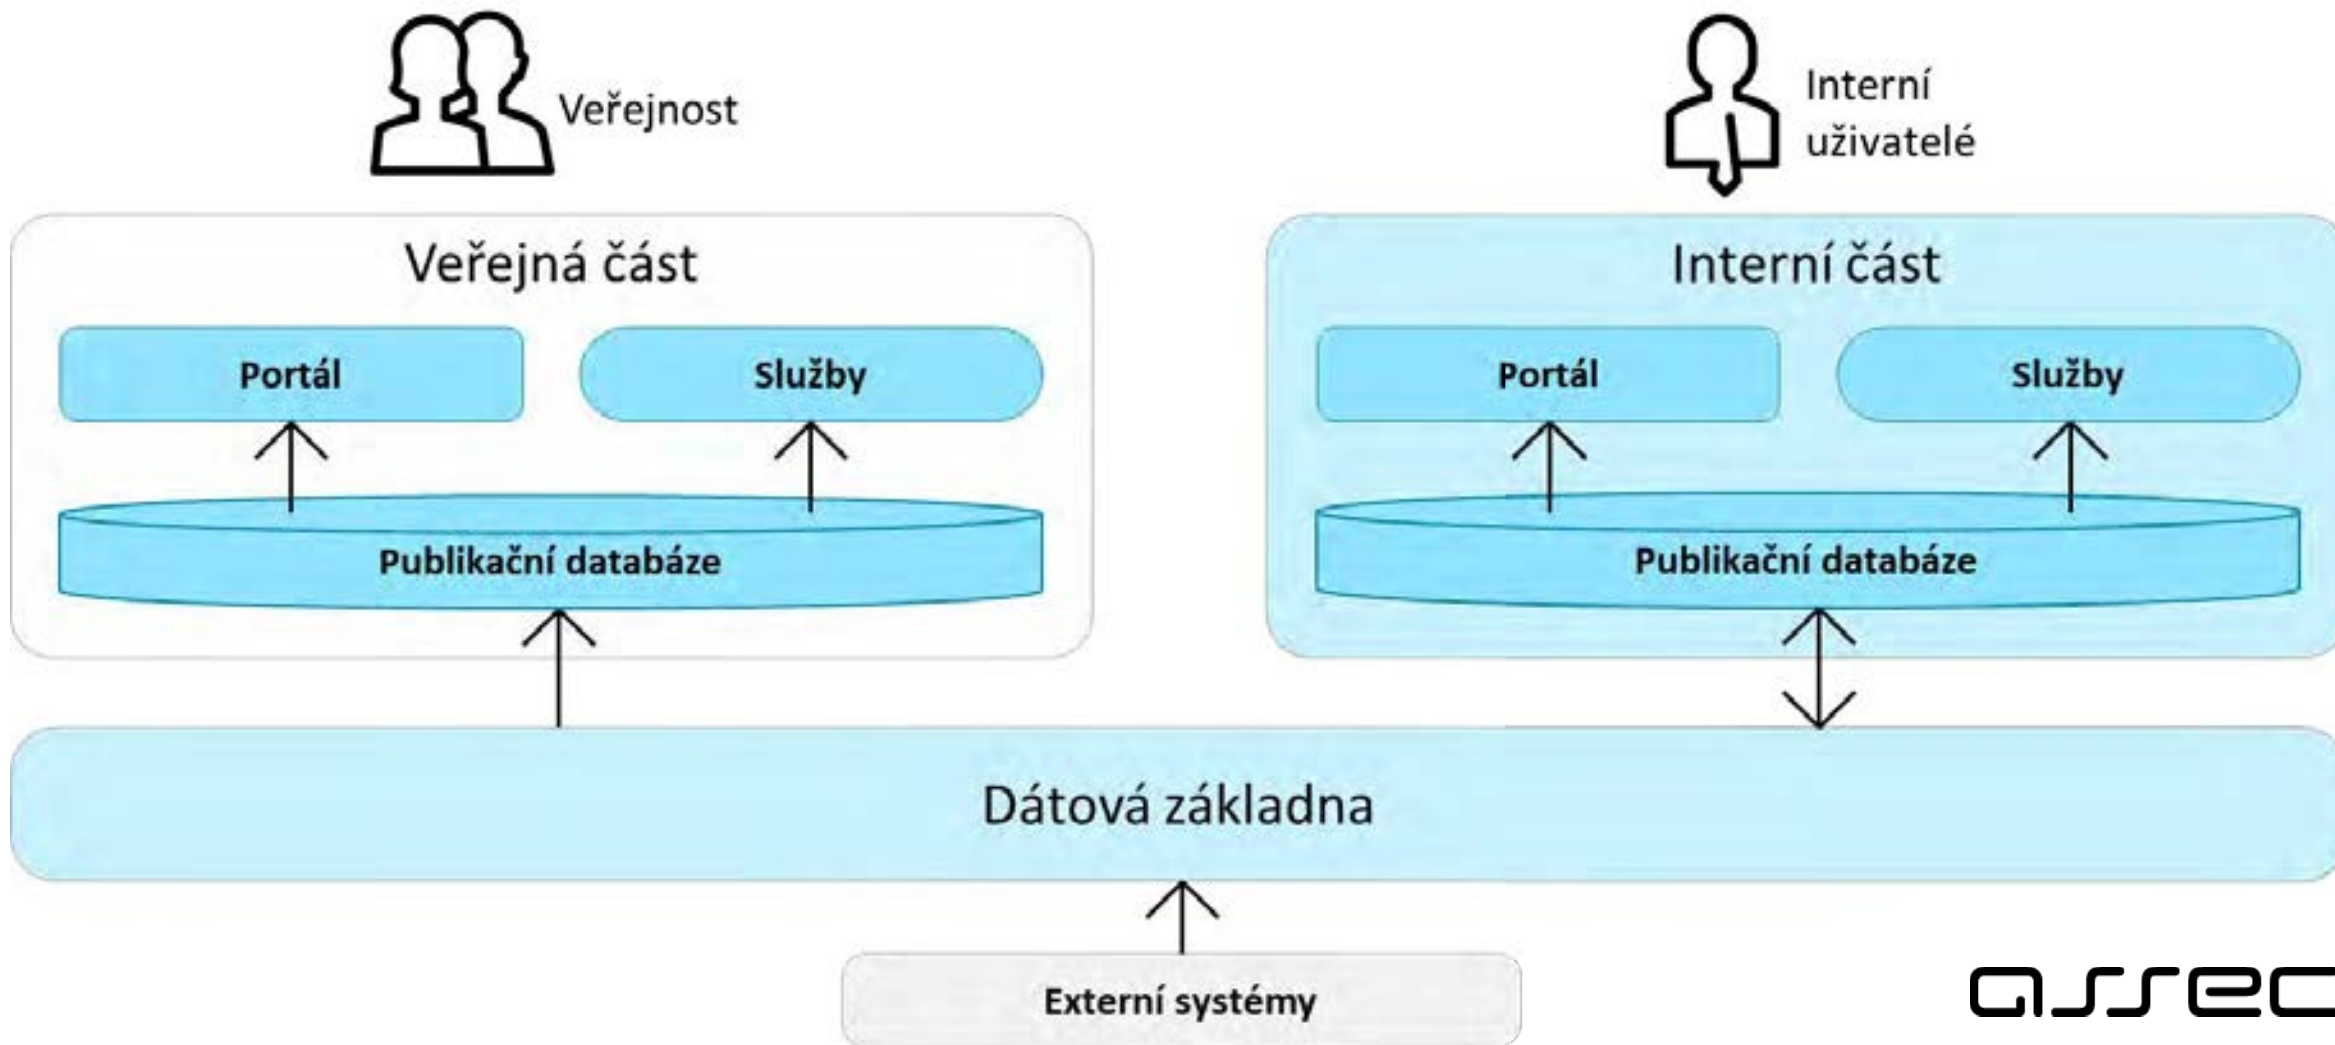 Veřejnost
Interní
uživatelé
Veřejná část
Interní část
Portál
Služby
Portál
Služby
Publikační databáze
Publikační databáze
Dátová základna
Externí systémy
assec